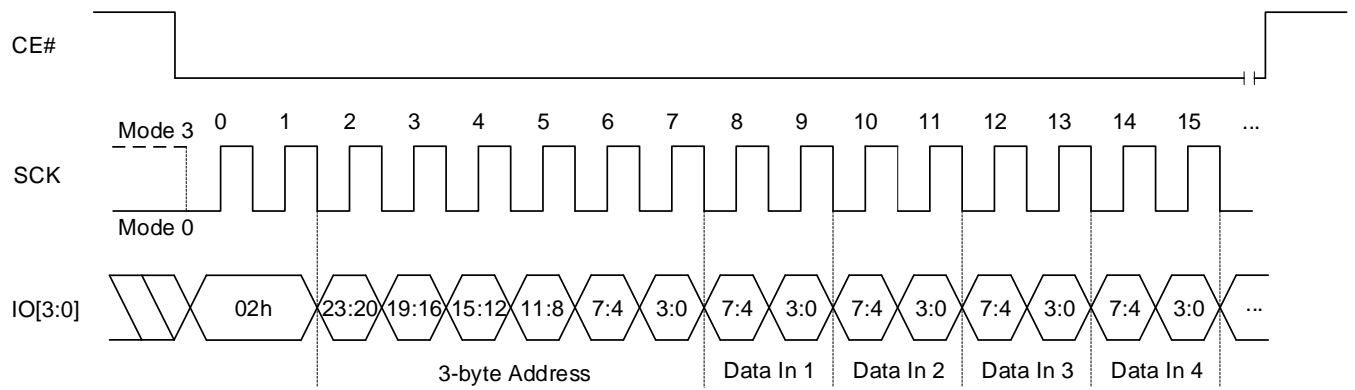 CE#
Mode 3 0 1 2 3 4 5 6 7 8 9 10 11 12 13 14 15 ...
SCK
Mode 0
IO[3:0] 02h 23:20 19:16 15:12 11:8 7:4 3:0 7:4 3:0 7:4 3:0 7:4 3:0 7:4 3:0 ...
3-byte Address Data In 1 Data In 2 Data In 3 Data In 4